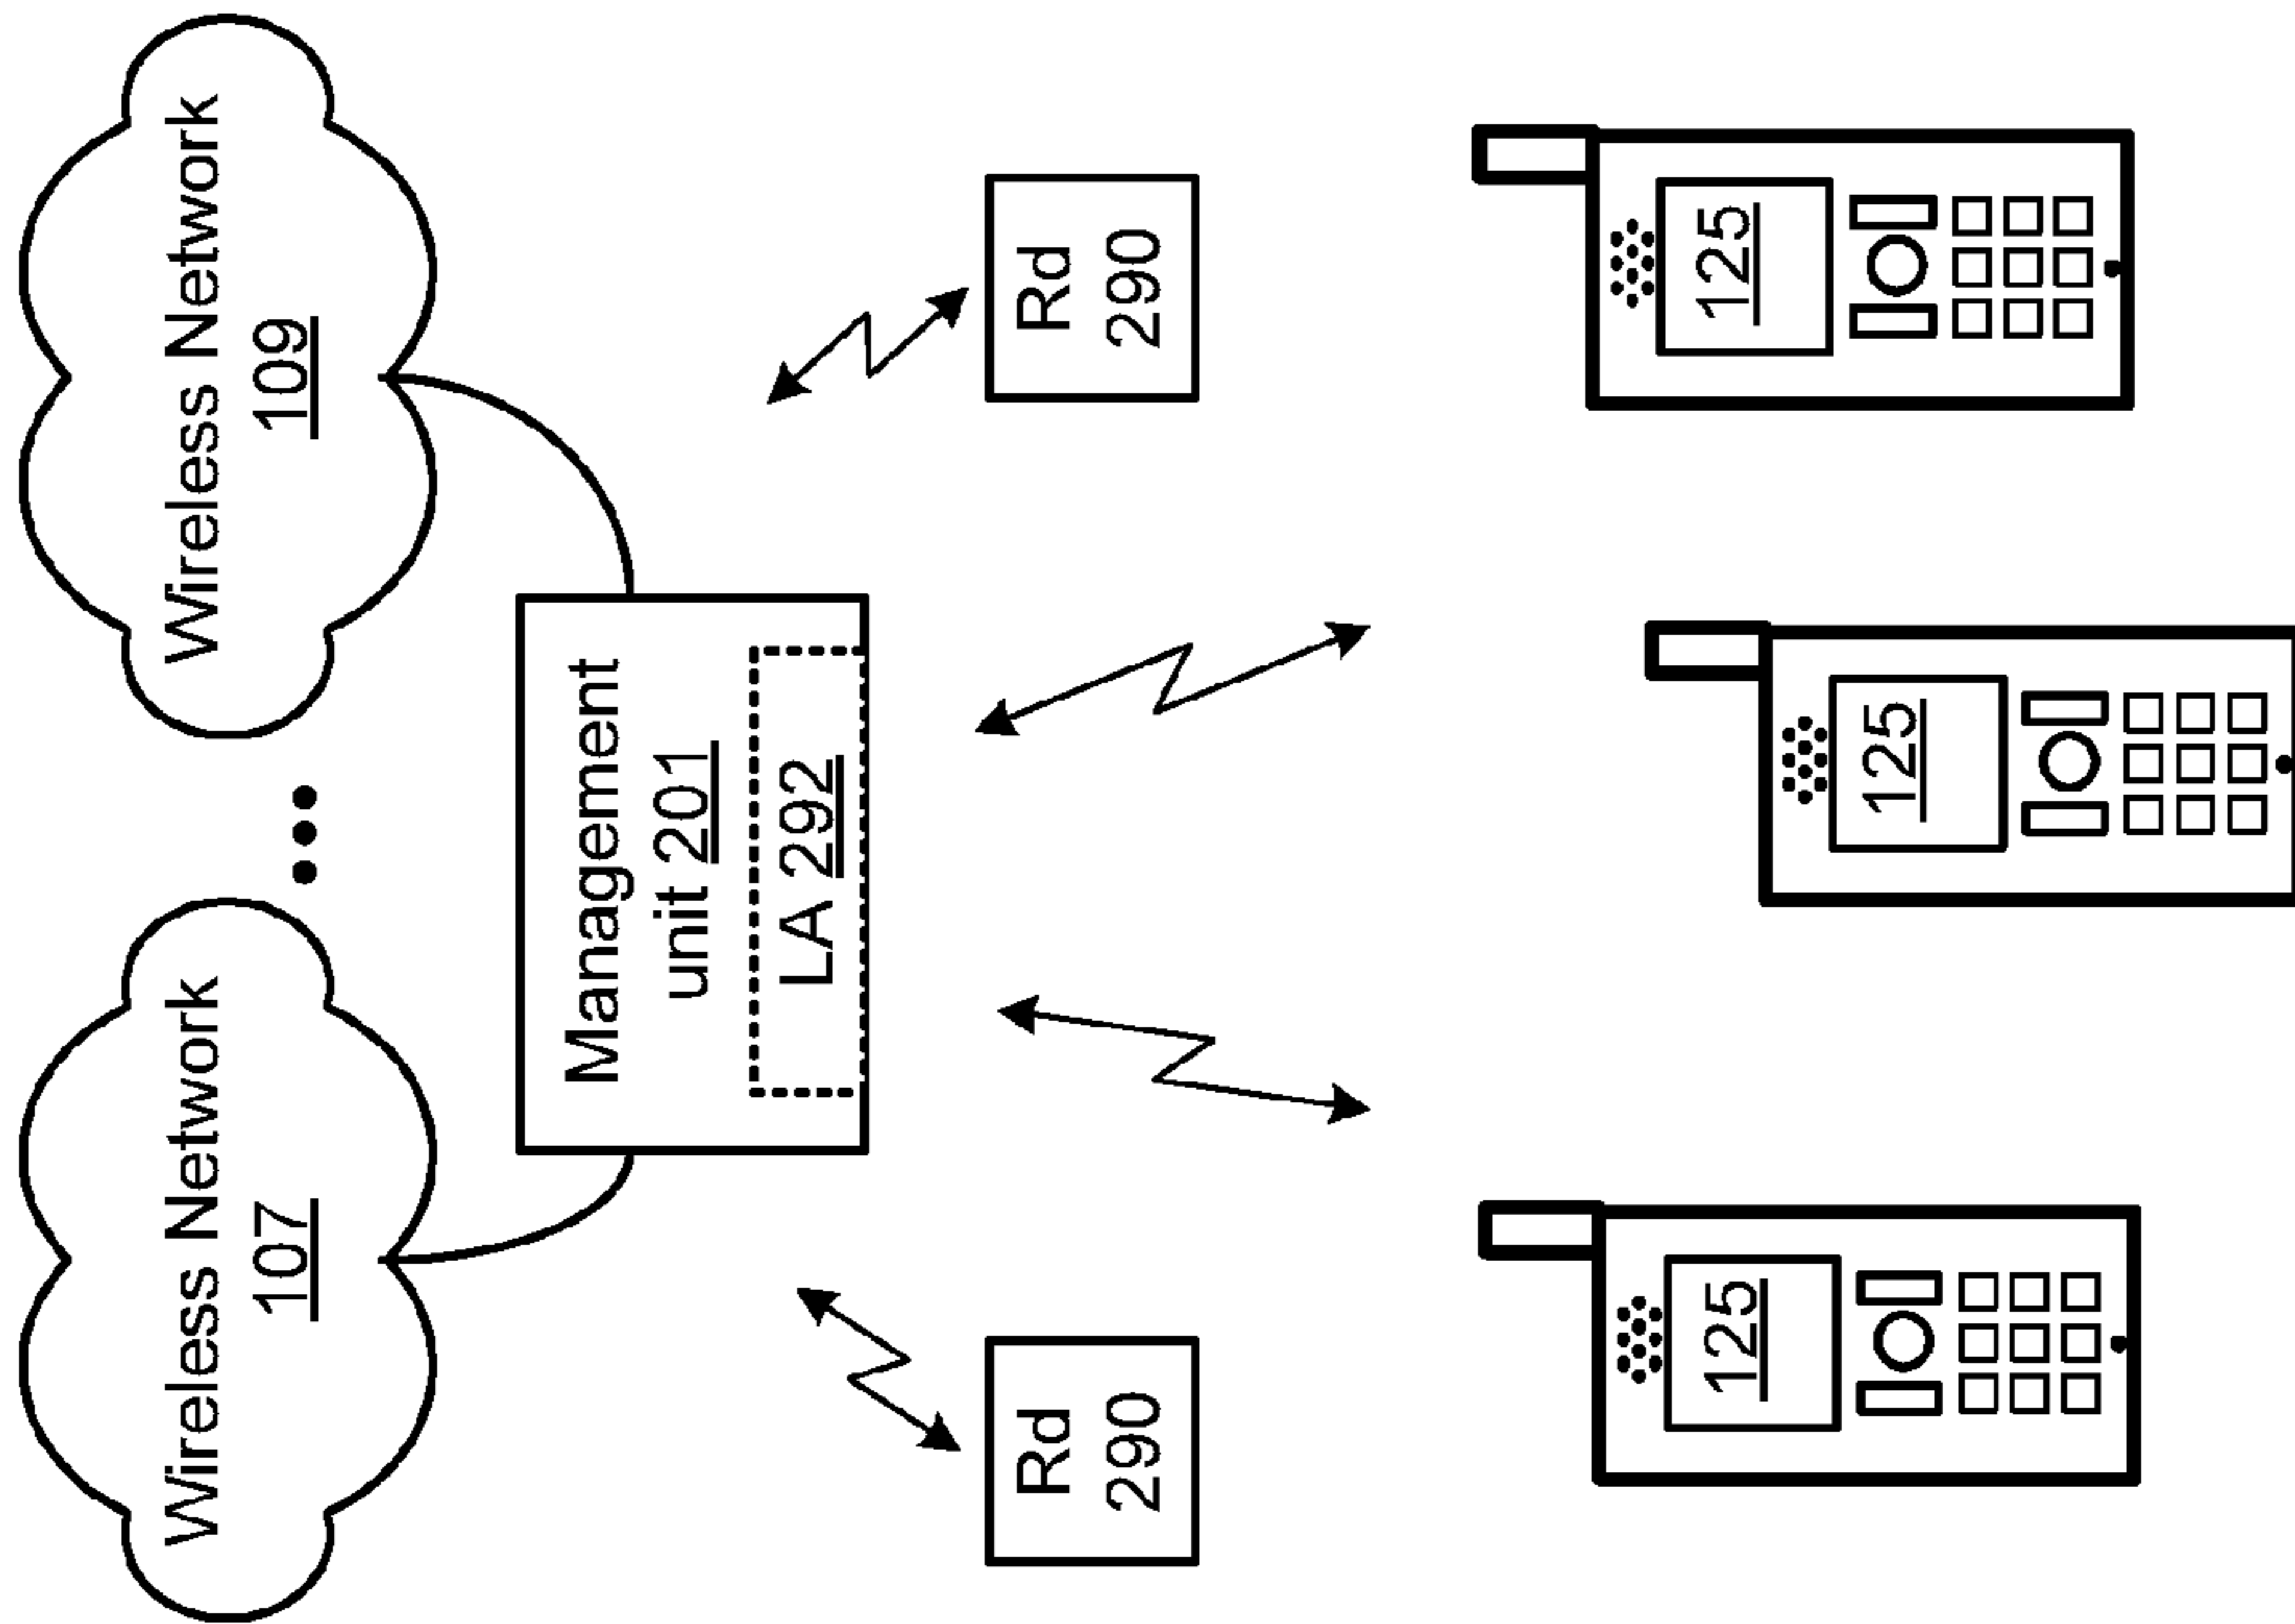 Wireless Network
107
Wireless Network
109
Management
unit 201
LA 292
Rd
290
Rd
290
125
125
125